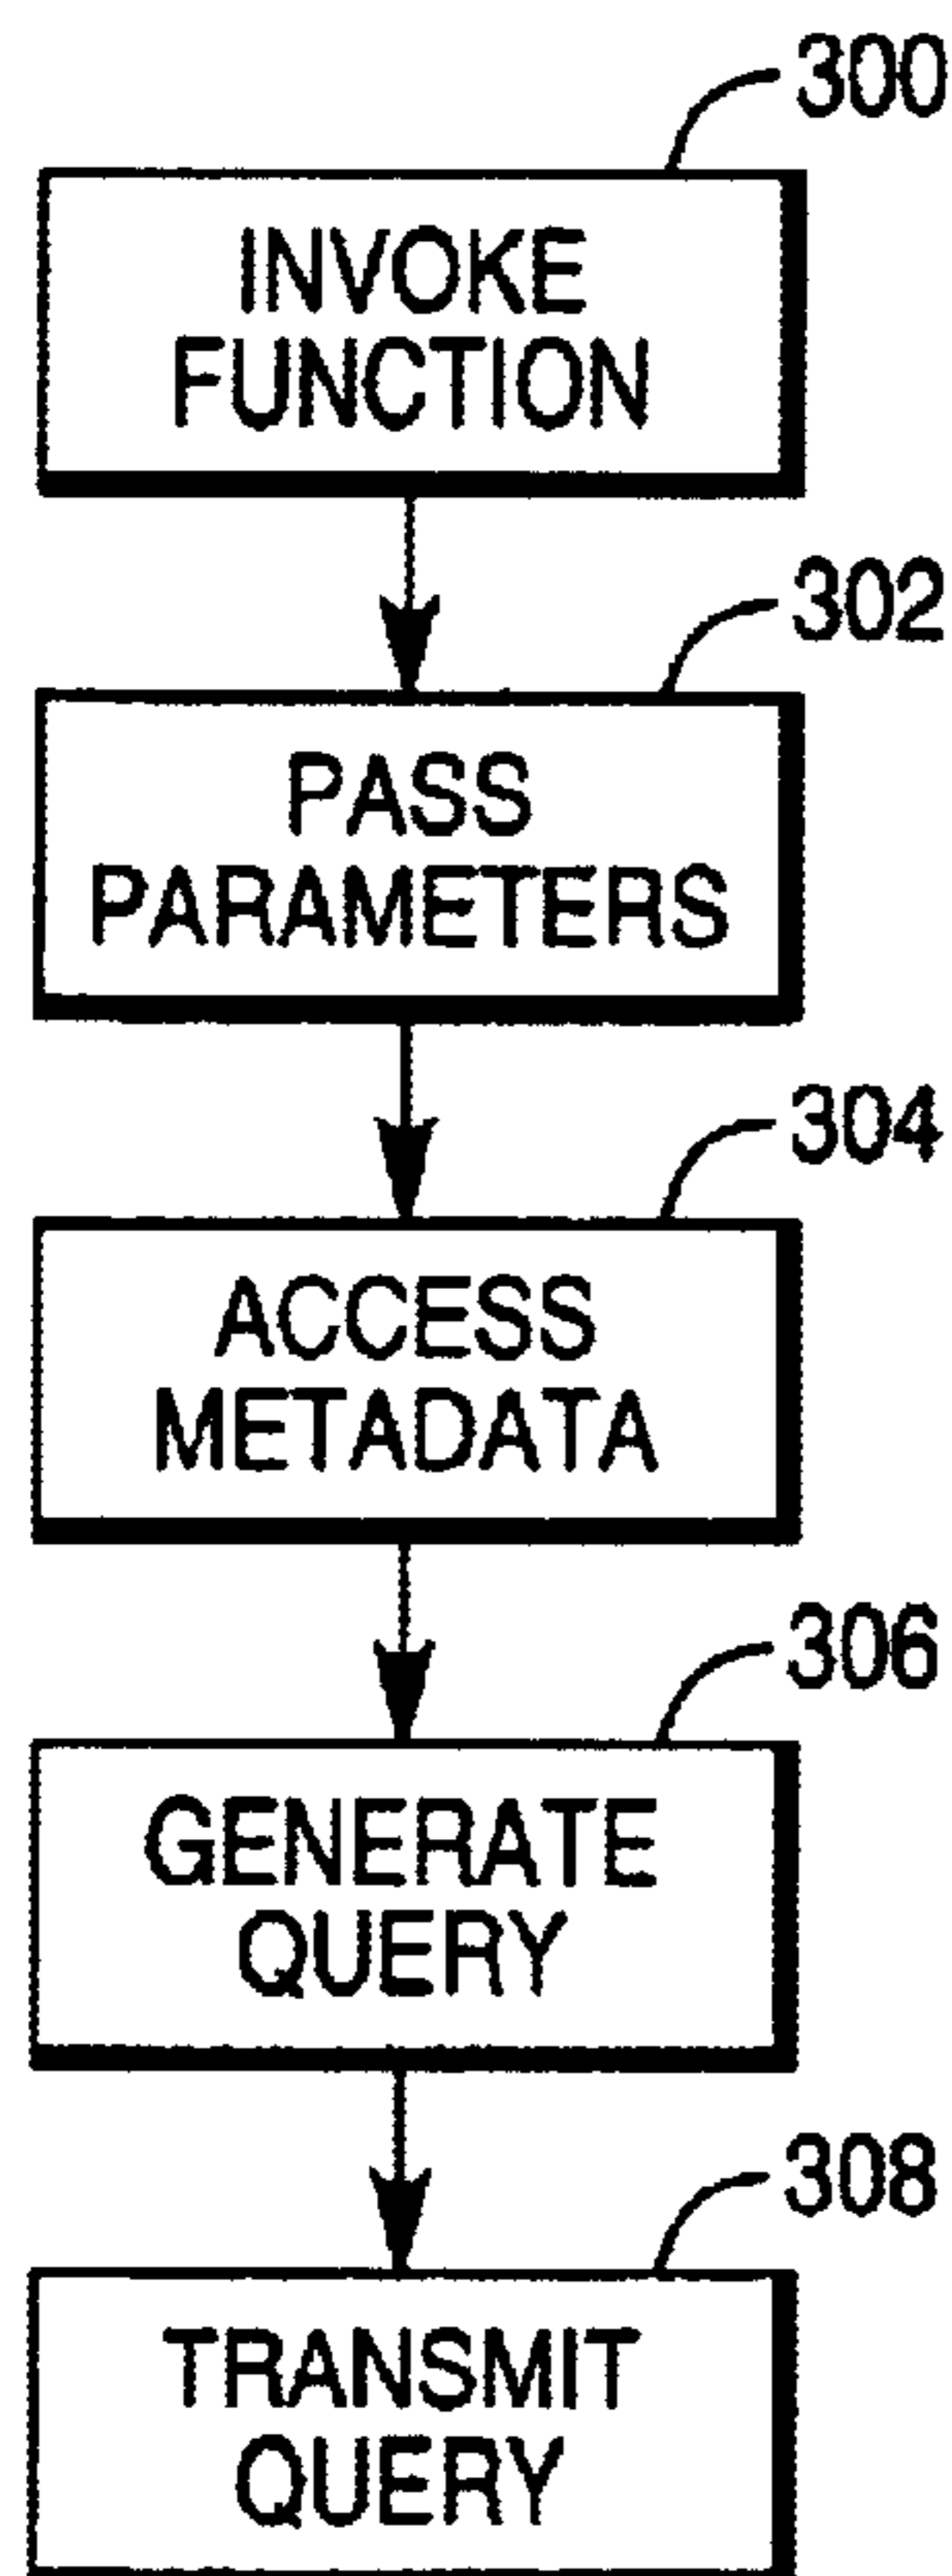 300
INVOKE
FUNCTION
302
PASS
PARAMETERS
304
ACCESS
METADATA
306
GENERATE
QUERY
308
TRANSMIT
QUERY